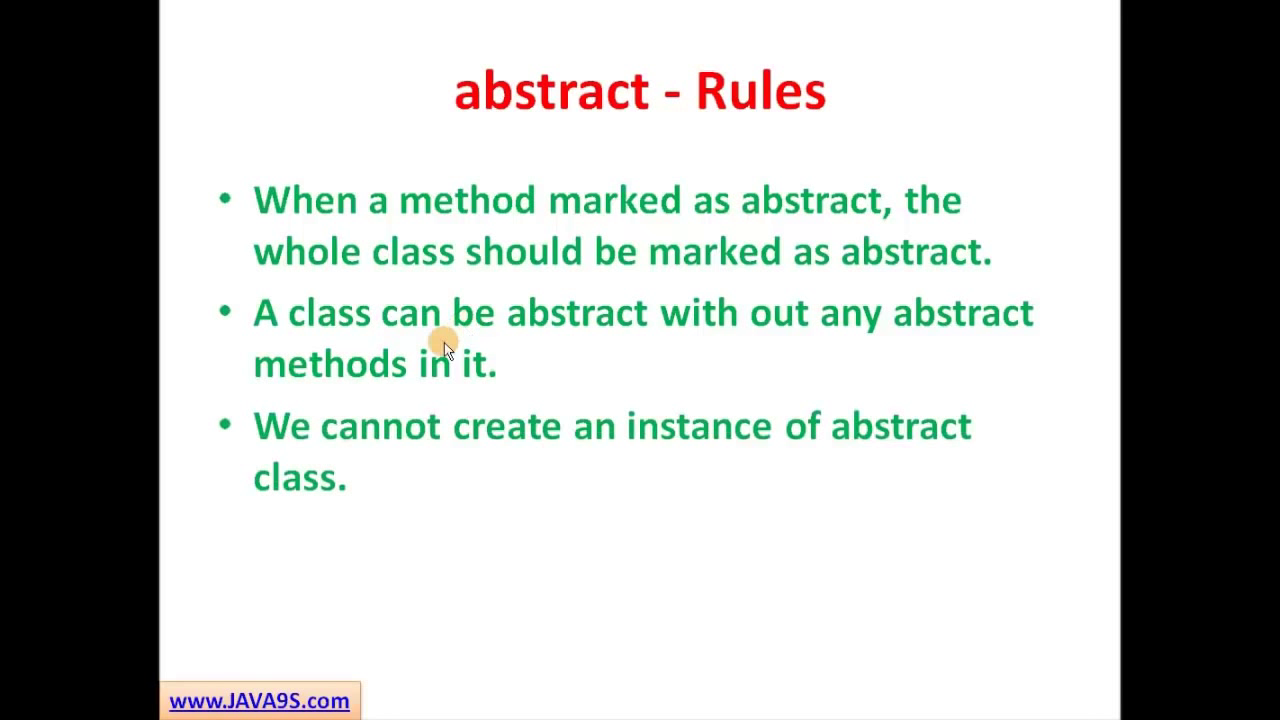 abstract - Rules
• When a method marked as abstract, the
whole class should be marked as abstract.
• A class can be abstract with out any abstract
methods in it.
• We cannot create an instance of abstract
class.
www.JAVA9S.com